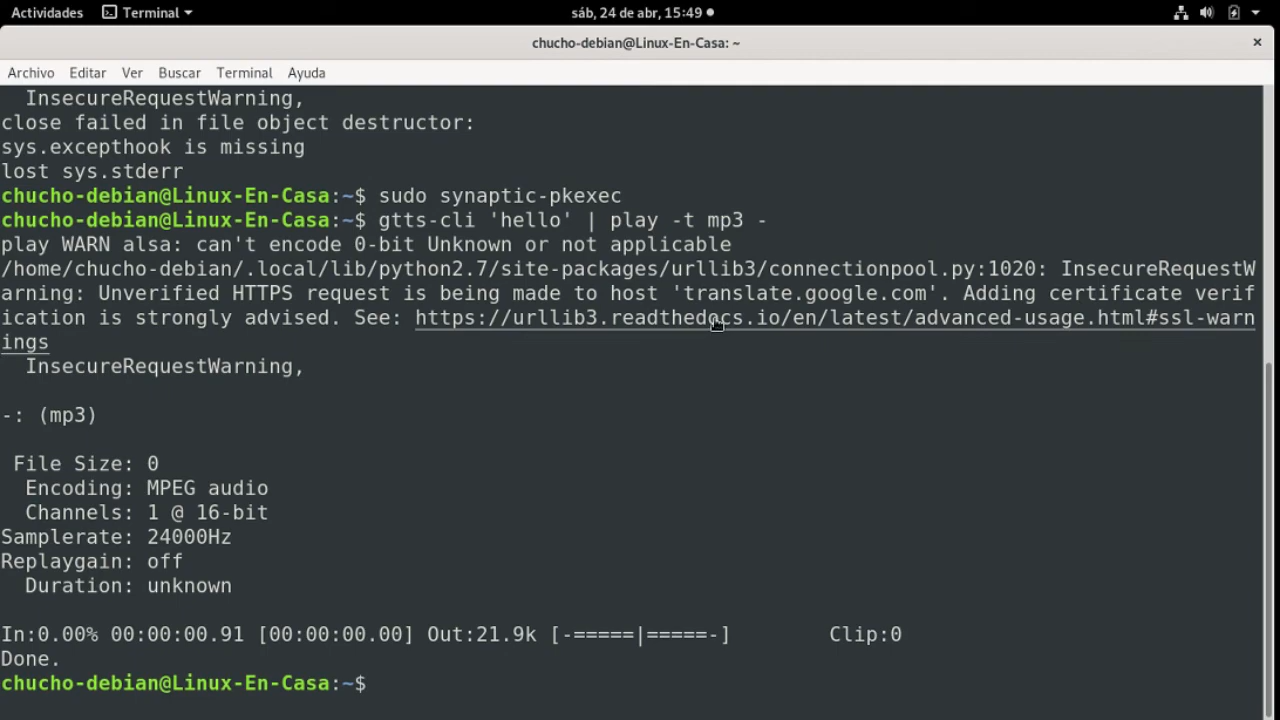 Actividades Terminal sáb, 24 de abr, 15:49
chucho-debian@Linux-En-Casa: ~
Archivo Editar Ver Buscar Terminal Ayuda
  InsecureRequestWarning,
close failed in file object destructor:
sys.excepthook is missing
lost sys.stderr
chucho-debian@Linux-En-Casa:~$ sudo synaptic-pkexec
chucho-debian@Linux-En-Casa:~$ gtts-cli 'hello' | play -t mp3 -
play WARN alsa: can't encode 0-bit Unknown or not applicable
/home/chucho-debian/.local/lib/python2.7/site-packages/urllib3/connectionpool.py:1020: InsecureRequestW
arning: Unverified HTTPS request is being made to host 'translate.google.com'. Adding certificate verif
ication is strongly advised. See: https://urllib3.readthedocs.io/en/latest/advanced-usage.html#ssl-warn
ings
  InsecureRequestWarning,
-: (mp3)
 File Size: 0
  Encoding: MPEG audio
  Channels: 1 @ 16-bit
Samplerate: 24000Hz
Replaygain: off
  Duration: unknown
In:0.00% 00:00:00.91 [00:00:00.00] Out:21.9k [-=====|=====-]        Clip:0
Done.
chucho-debian@Linux-En-Casa:~$